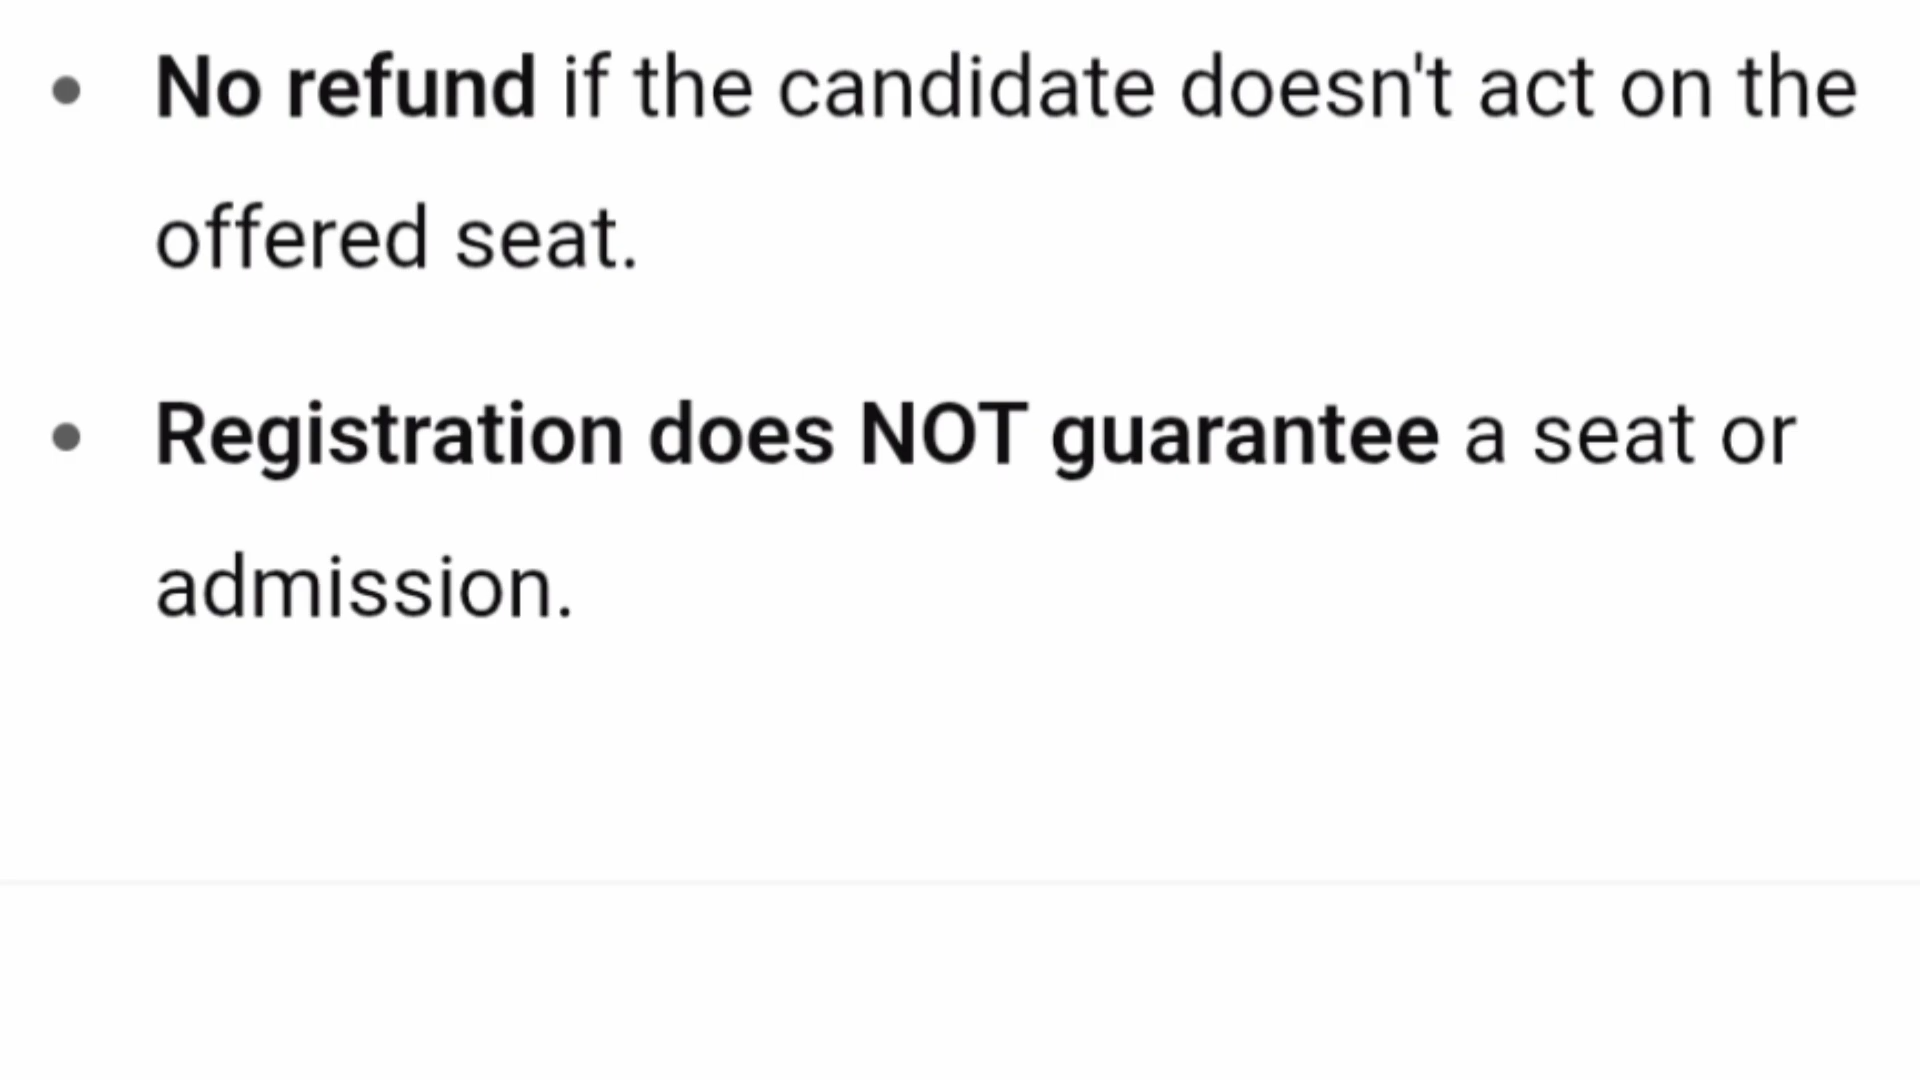 • No refund if the candidate doesn't act on the
offered seat.
• Registration does NOT guarantee a seat or
admission.